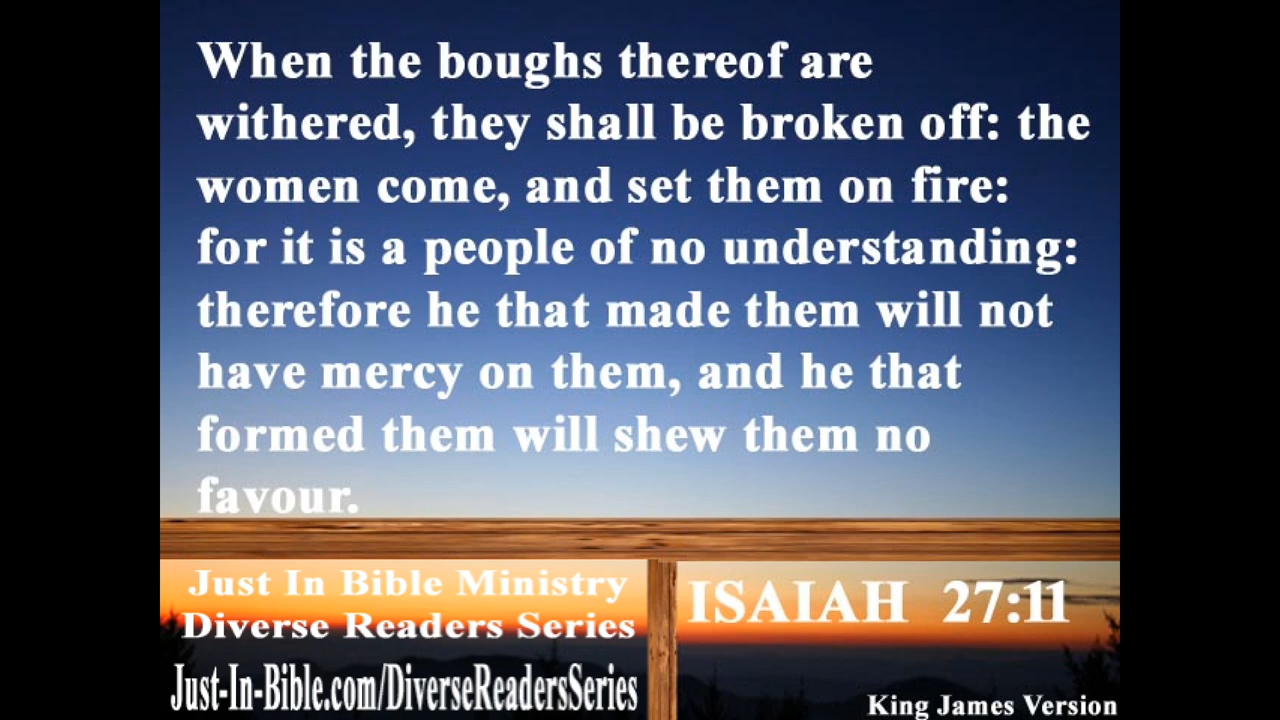 When the boughs thereof are
withered, they shall be broken off: the
women come, and set them on fire:
for it is a people of no understanding:
therefore he that made them will not
have mercy on them, and he that
formed them will shew them no
favour.
Just In Bible Ministry
Diverse Readers Series
Just-In-Bible.com/DiverseReadersSeries
ISAIAH 27:11
King James Version